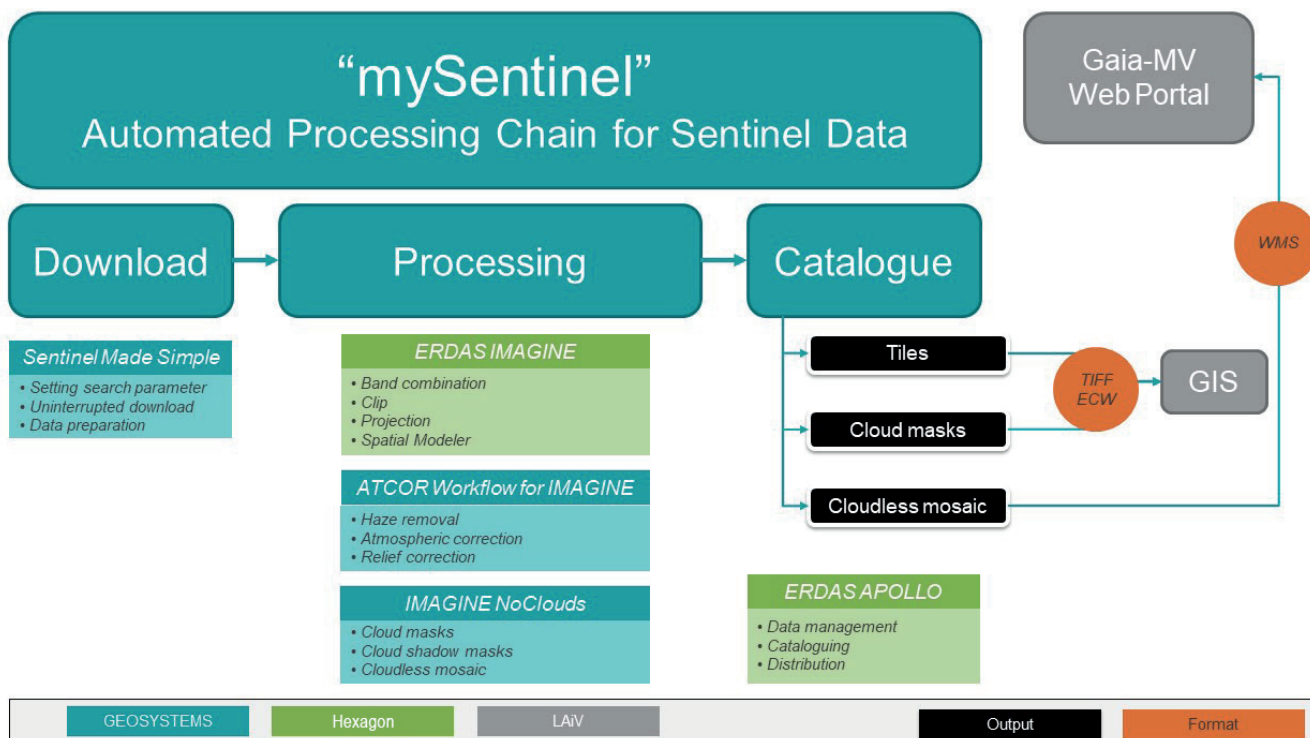 “mySentinel”
Automated Processing Chain for Sentinel Data
Gaia-MV
Web Portal
WMS
Download
Processing
Catalogue
Sentinel Made Simple
• Setting search parameter
• Uninterrupted download
• Data preparation
ERDAS IMAGINE
• Band combination
• Clip
• Projection
• Spatial Modeler
ATCOR Workflow for IMAGINE
• Haze removal
• Atmospheric correction
• Relief correction
IMAGINE NoClouds
• Cloud masks
• Cloud shadow masks
• Cloudless mosaic
Tiles
Cloud masks
Cloudless mosaic
TIFF
ECW
GIS
ERDAS APOLLO
• Data management
• Cataloguing
• Distribution
GEOSYSTEMS
Hexagon
LAiV
Output
Format